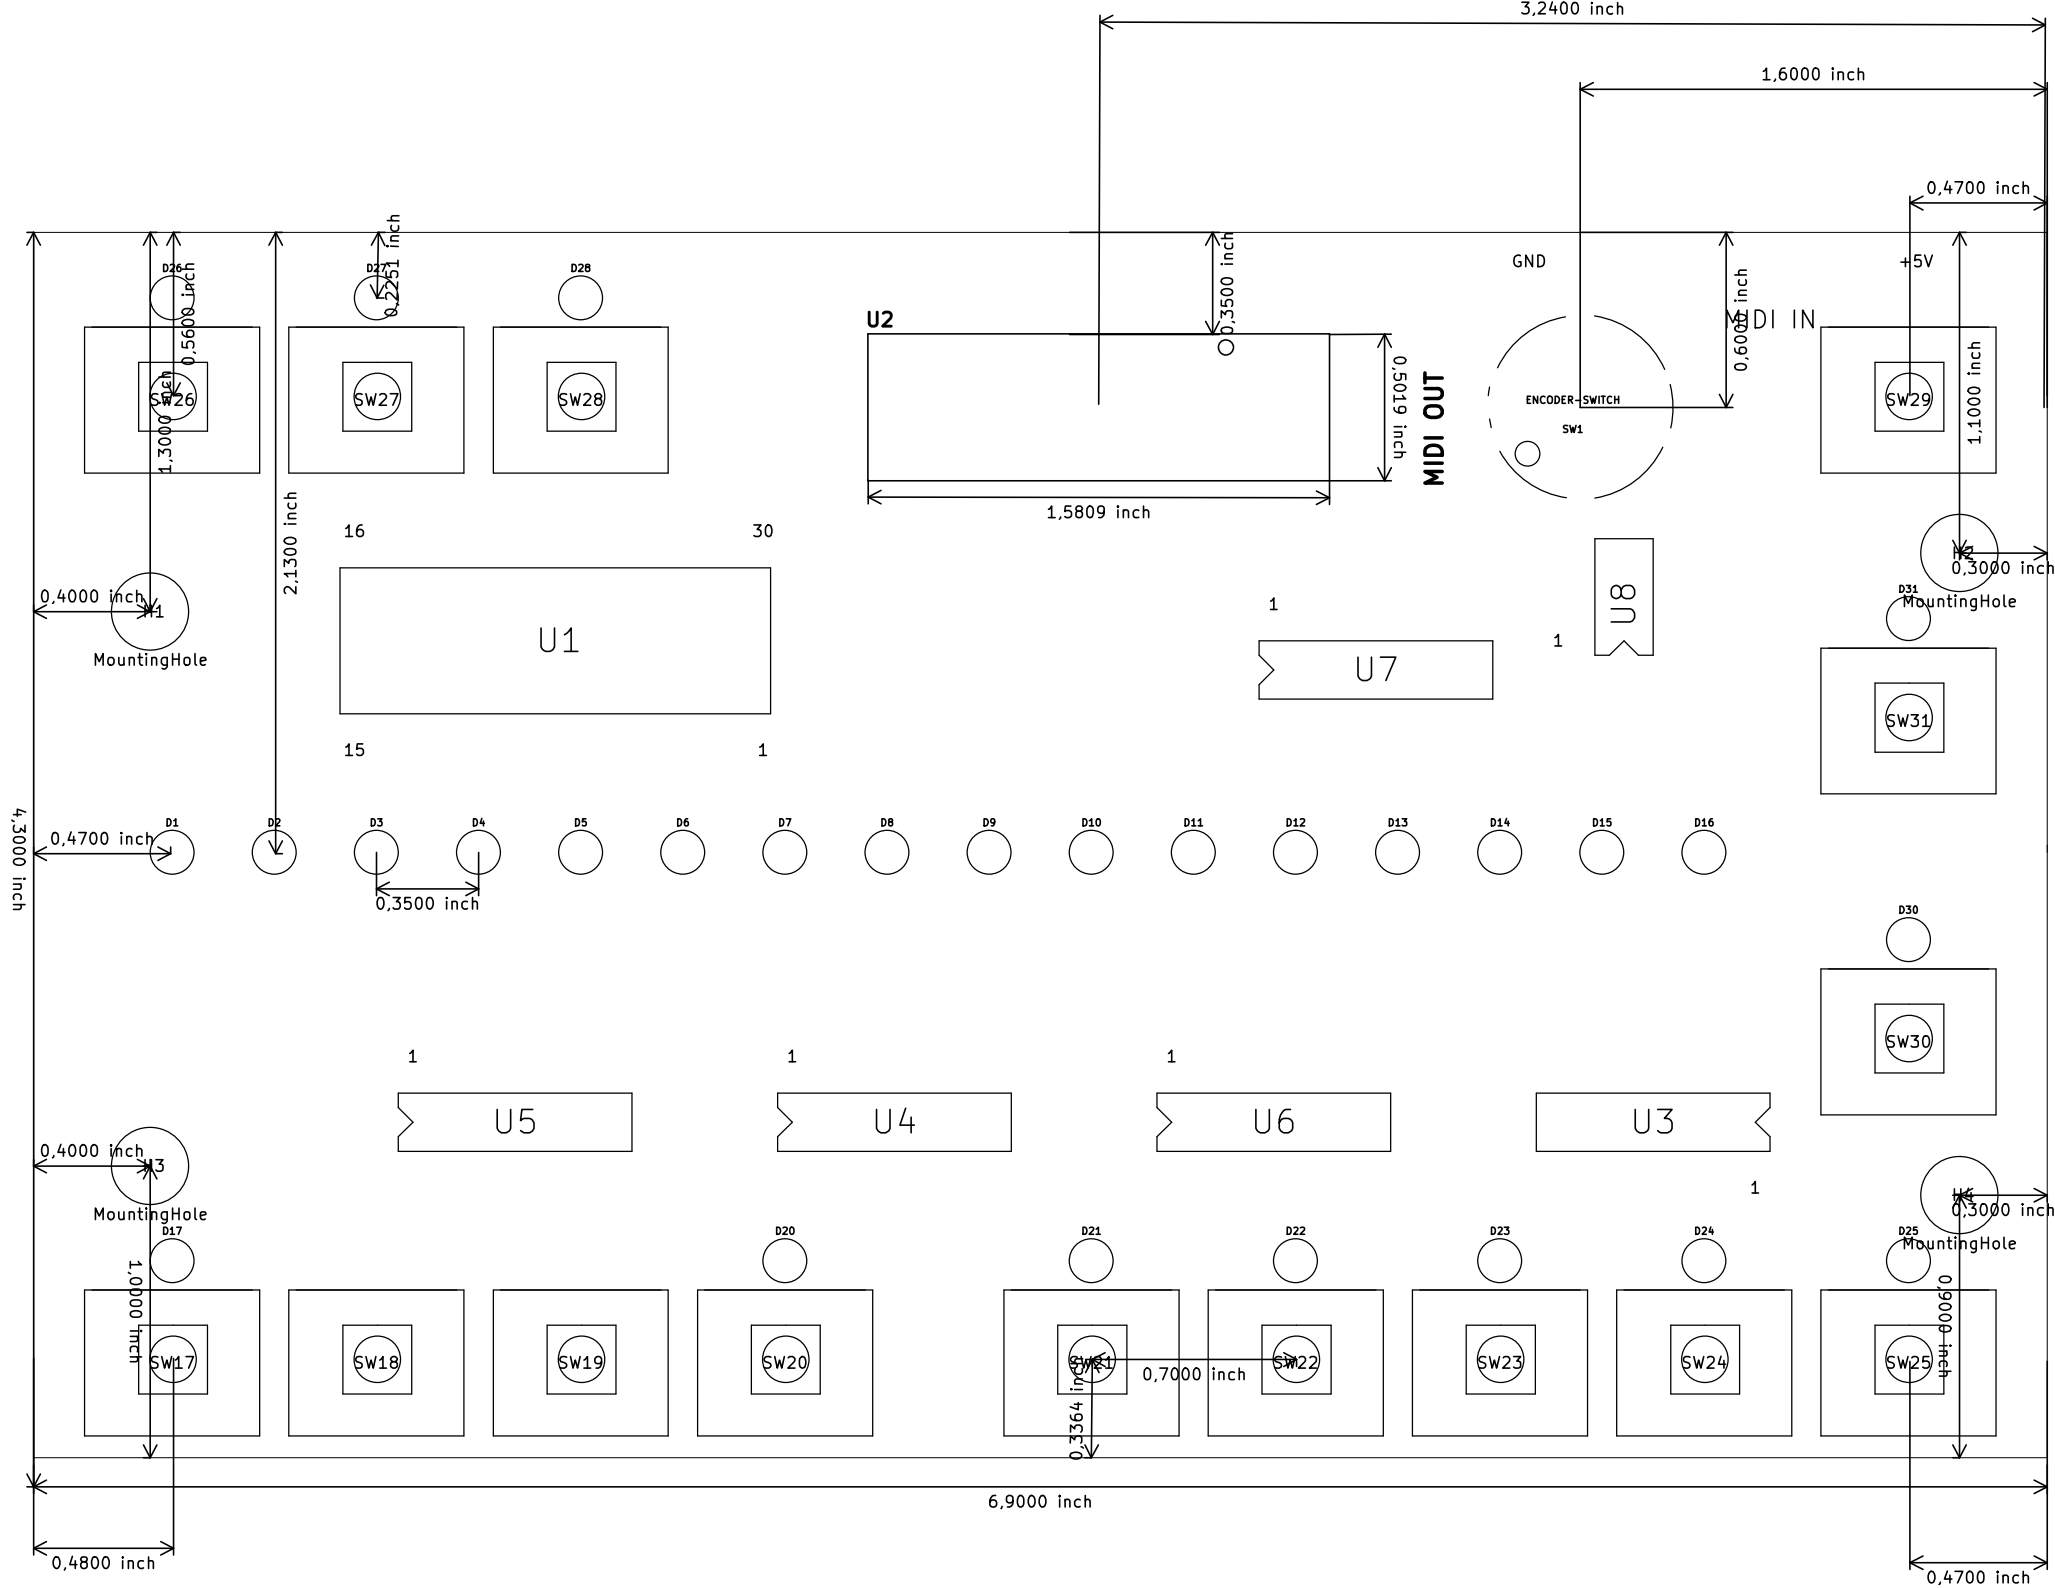 3,2400 inch
1,6000 inch
0,4700 inch
GND
+5V
D26
D27
D28
0,2251 inch
0,5600 inch
0,3500 inch
0,6000 inch
U2
MIDI IN
1,3000 inch
SW26
SW27
SW28
0,5019 inch
MIDI OUT
ENCODER-SWITCH
SW1
SW29
1,1000 inch
1,5809 inch
2,1300 inch
16
30
H2
0,3000 inch
0,4000 inch
H1
MountingHole
U1
1
U8
1
D31
MountingHole
U7
SW31
15
1
4,3000 inch
0,4700 inch
D1
D2
D3
D4
D5
D6
D7
D8
D9
D10
D11
D12
D13
D14
D15
D16
0,3500 inch
D30
SW30
1
1
1
U5
U4
U6
U3
1
0,4000 inch
H3
MountingHole
H4
0,3000 inch
MountingHole
D17
D20
D21
D22
D23
D24
D25
1,0000 inch
0,9000 inch
SW17
SW18
SW19
SW20
SW21
SW22
SW23
SW24
SW25
0,7000 inch
0,3364 inch
6,9000 inch
0,4800 inch
0,4700 inch